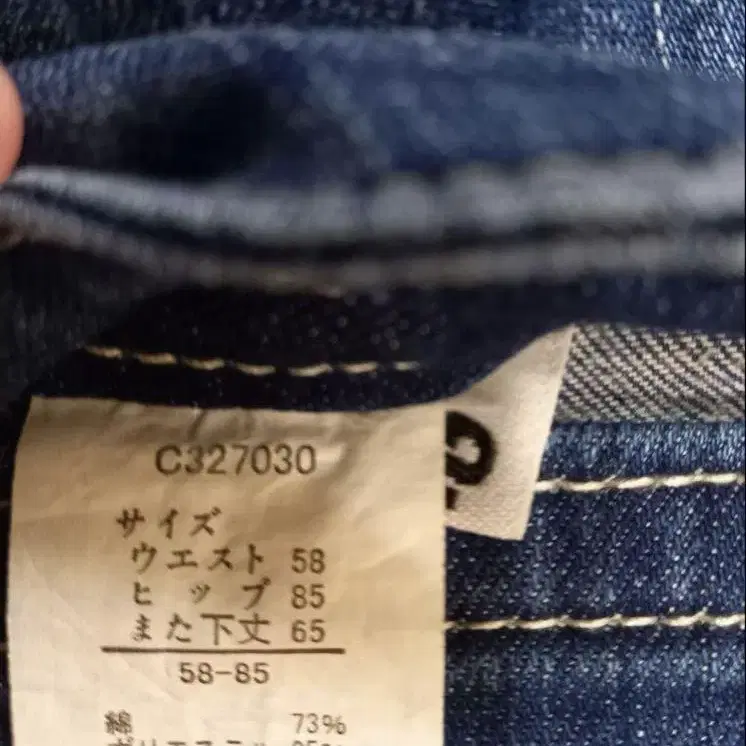 C327030
サイズ
ウエスト 58
ヒップ 85
また下丈 65
58-85
綿 73%